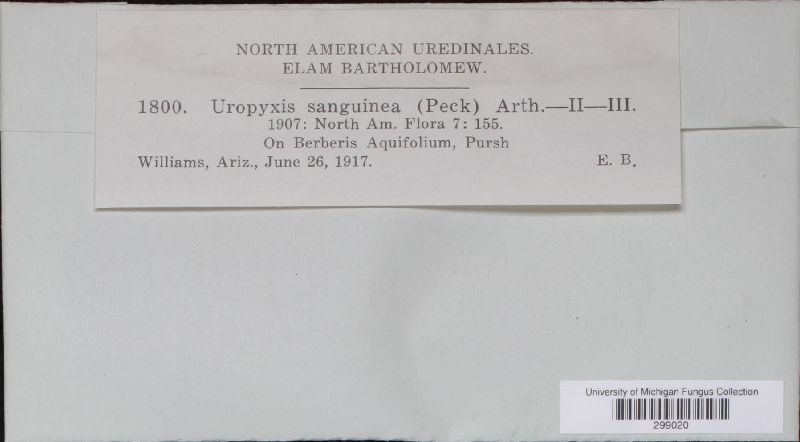 NORTH AMERICAN UREDINALES.
ELAM BARTHOLOMEW.
1800. Uropyxis sanguinea (Peck) Arth.—II—III.
1907: North Am. Flora 7: 155.
On Berberis Aquifolium, Pursh
Williams, Ariz., June 26, 1917. E. B.
University of Michigan Fungus Collection
299020